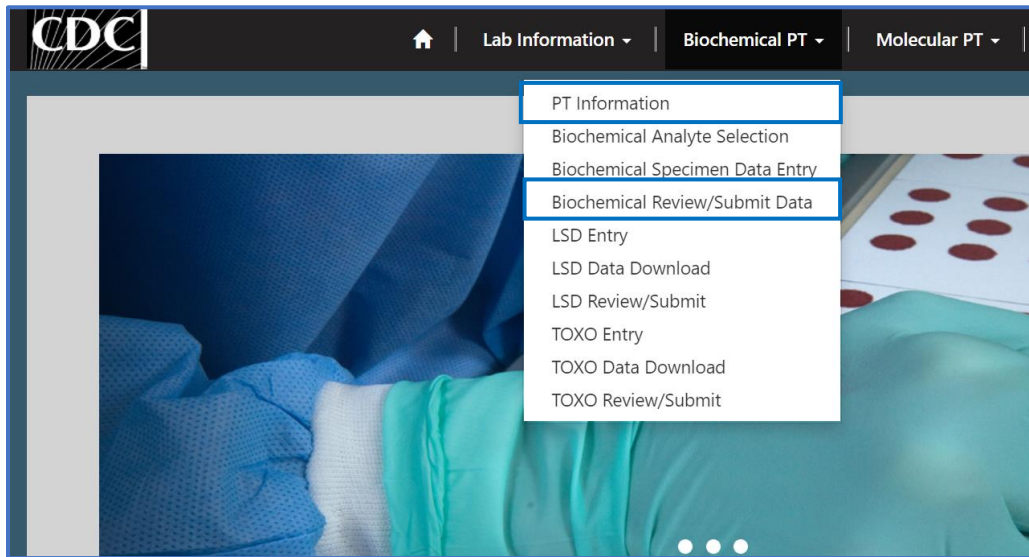 CDC
Lab Information
Biochemical PT
Molecular PT
PT Information
Biochemical Analyte Selection
Biochemical Specimen Data Entry
Biochemical Review/Submit Data
LSD Entry
LSD Data Download
LSD Review/Submit
TOXO Entry
TOXO Data Download
TOXO Review/Submit